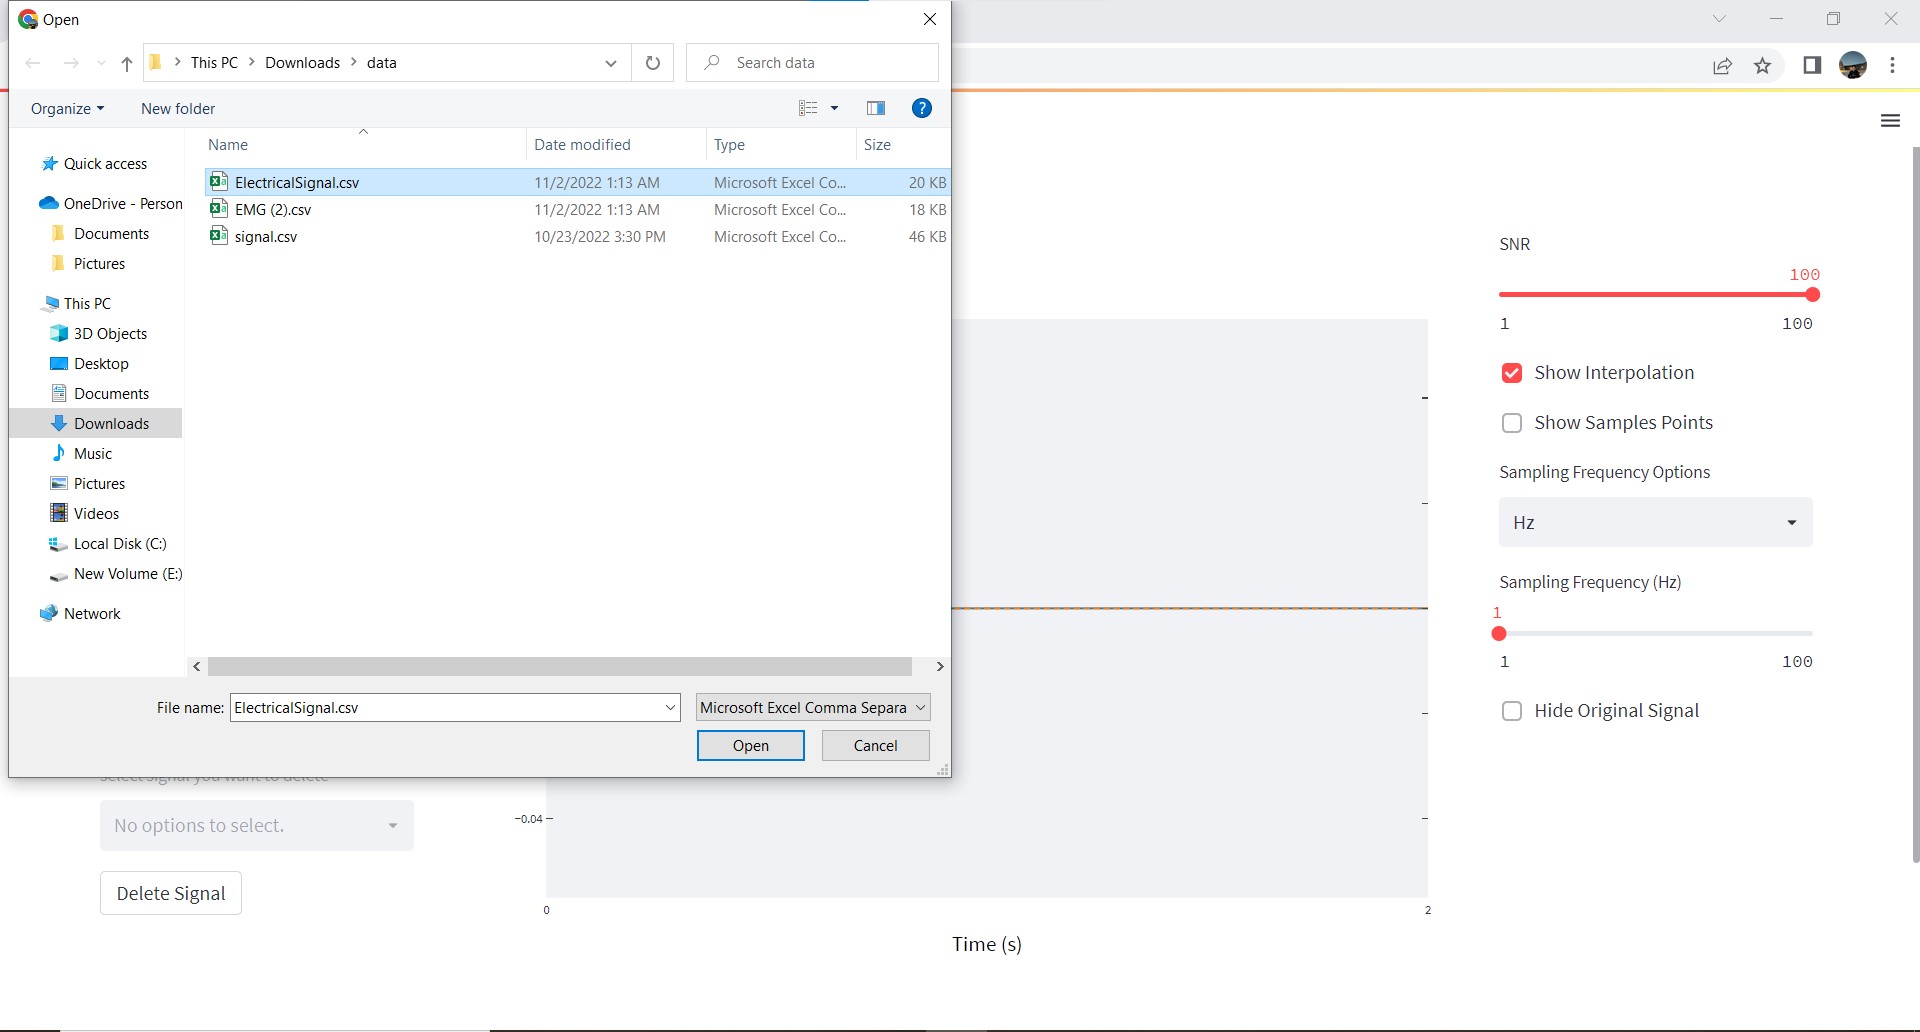 Open
This PC > Downloads > data
Search data
Organize
New folder
Name
Date modified
Type
Size
ElectricalSignal.csv 11/2/2022 1:13 AM Microsoft Excel Co... 20 KB
EMG (2).csv 11/2/2022 1:13 AM Microsoft Excel Co... 18 KB
signal.csv 10/23/2022 3:30 PM Microsoft Excel Co... 46 KB
Quick access
OneDrive - Person
Documents
Pictures
This PC
3D Objects
Desktop
Documents
Downloads
Music
Pictures
Videos
Local Disk (C:)
New Volume (E:)
Network
File name: ElectricalSignal.csv
Microsoft Excel Comma Separa
Open
Cancel
select signal you want to delete
No options to select.
Delete Signal
−0.04
0
2
Time (s)
SNR
100
1
100
Show Interpolation
Show Samples Points
Sampling Frequency Options
Hz
Sampling Frequency (Hz)
1
1
100
Hide Original Signal